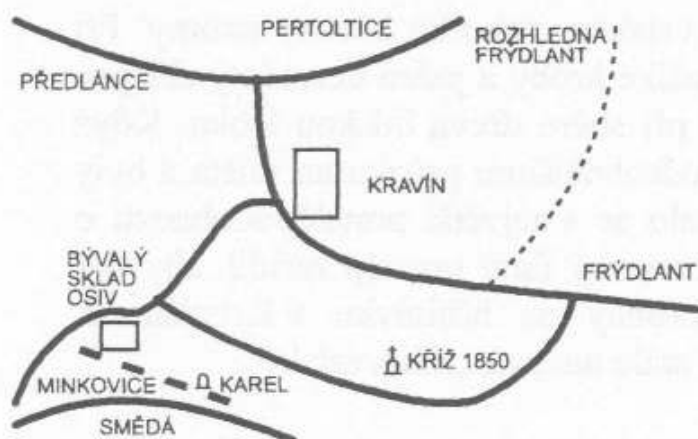 PERTOLTICE
ROZHLEDNA
FRÝDLANT
PŘEDLÁNCE
KRAVÍN
BÝVALÝ
SKLAD
OSIV
FRÝDLANT
KŘÍŽ 1850
MINKOVICE
KAREL
SMĚDÁ